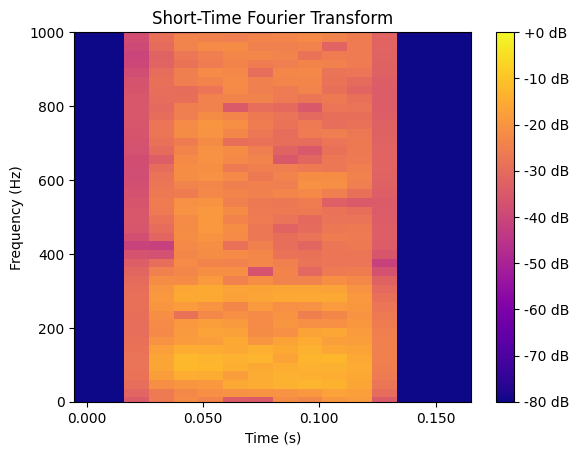 Short-Time Fourier Transform
1000
800
600
400
200
0
Frequency (Hz)
0.000
0.050
0.100
0.150
Time (s)
+0 dB
-10 dB
-20 dB
-30 dB
-40 dB
-50 dB
-60 dB
-70 dB
-80 dB